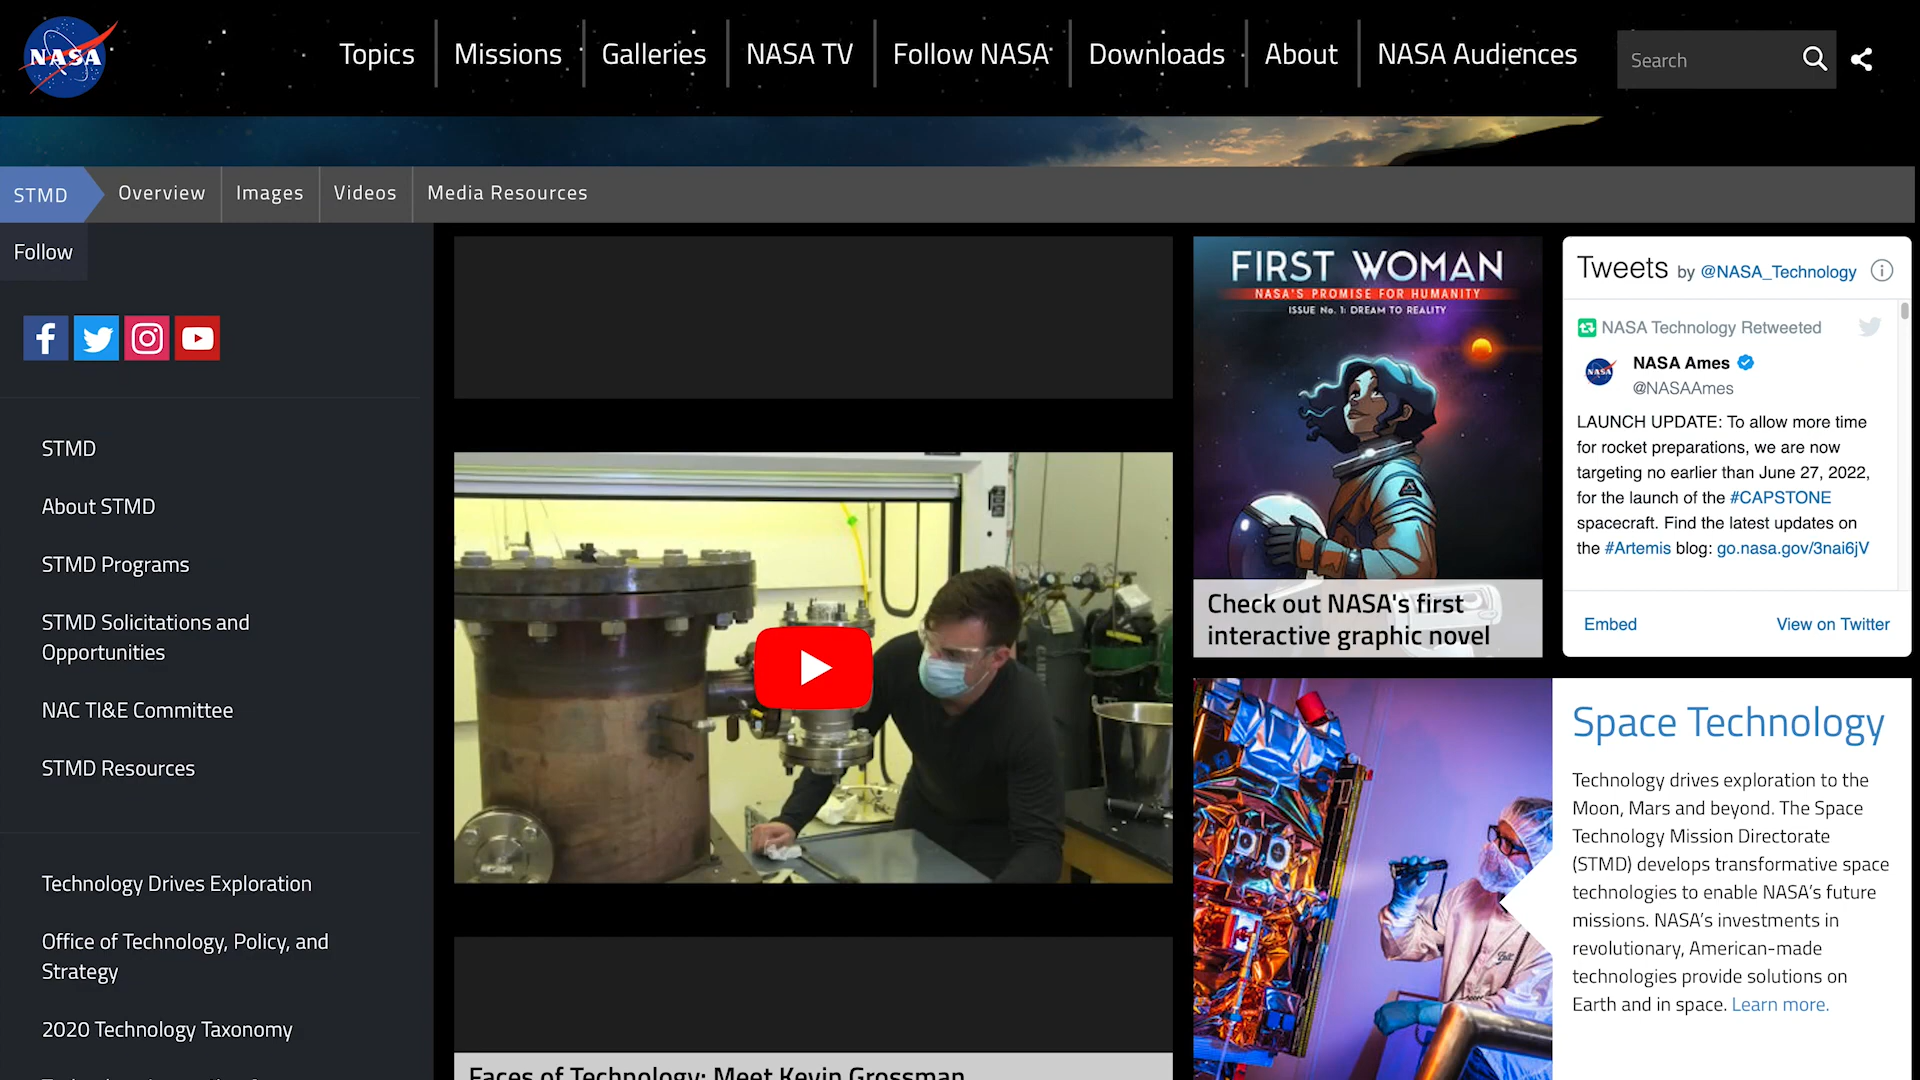 NASA
Topics
Missions
Galleries
NASA TV
Follow NASA
Downloads
About
NASA Audiences
Search
STMD
Overview
Images
Videos
Media Resources
Follow
STMD
About STMD
STMD Programs
STMD Solicitations and
Opportunities
NAC TI&E Committee
STMD Resources
Technology Drives Exploration
Office of Technology, Policy, and
Strategy
2020 Technology Taxonomy
Faces of Technology: Meet Kevin Grossman
FIRST WOMAN
NASA'S PROMISE FOR HUMANITY
ISSUE No. 1: DREAM TO REALITY
Check out NASA's first
interactive graphic novel
Tweets by @NASA_Technology
NASA Technology Retweeted
NASA
NASA Ames
@NASAAmes
LAUNCH UPDATE: To allow more time
for rocket preparations, we are now
targeting no earlier than June 27, 2022,
for the launch of the #CAPSTONE
spacecraft. Find the latest updates on
the #Artemis blog: go.nasa.gov/3nai6jV
Embed
View on Twitter
Space Technology
Technology drives exploration to the
Moon, Mars and beyond. The Space
Technology Mission Directorate
(STMD) develops transformative space
technologies to enable NASA's future
missions. NASA's investments in
revolutionary, American-made
technologies provide solutions on
Earth and in space. Learn more.